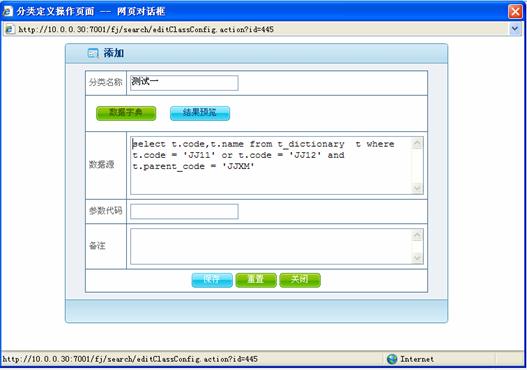 分类定义操作页面 -- 网页对话框
http://10.0.0.30:7001/fj/search/editClassConfig.action?id=445
添加
分类名称 测试一
数据字典 结果预览
数据源
select t.code,t.name from t_dictionary t where
t.code = 'JJ11' or t.code = 'JJ12' and
t.parent_code = 'JJXM'
参数代码
备注
保存 重置 关闭
http://10.0.0.30:7001/fj/search/editClassConfig.action?id=445 Internet